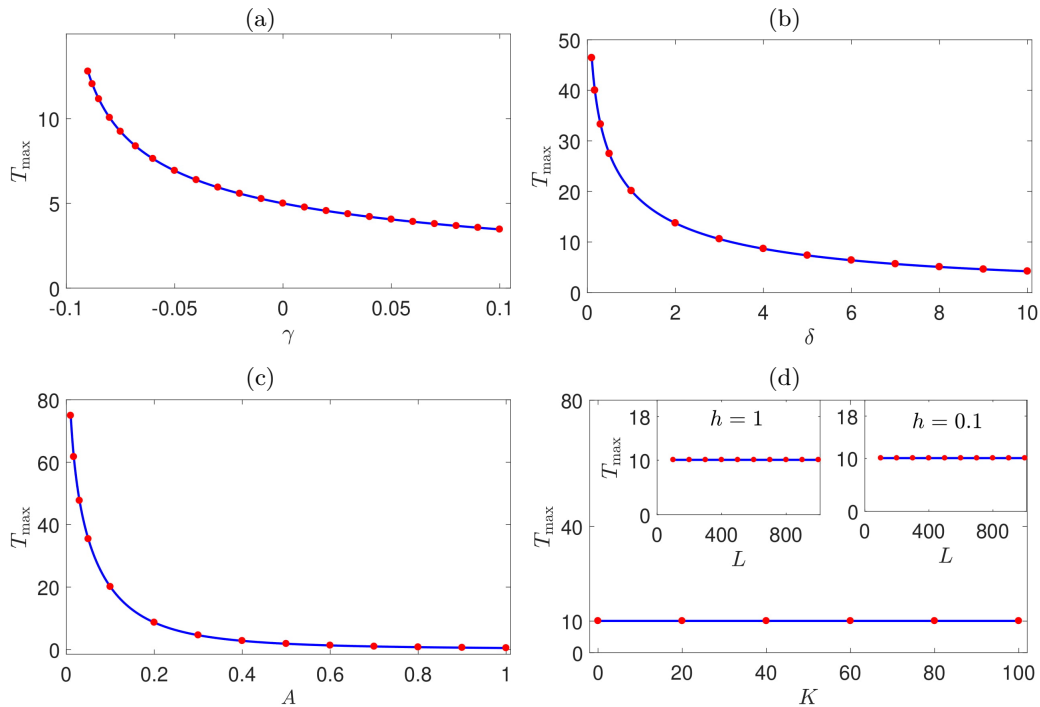 (a)
T_max
10
5
0
-0.1 -0.05 0 0.05 0.1
γ
(b)
T_max
50
40
30
20
10
0
0 2 4 6 8 10
δ
(c)
T_max
80
60
40
20
0
0 0.2 0.4 0.6 0.8 1
A
(d)
T_max
80
40
10
0
0 20 40 60 80 100
K
h = 1
T_max
18
10
0
0 400 800
L
h = 0.1
18
10
0
0 400 800
L